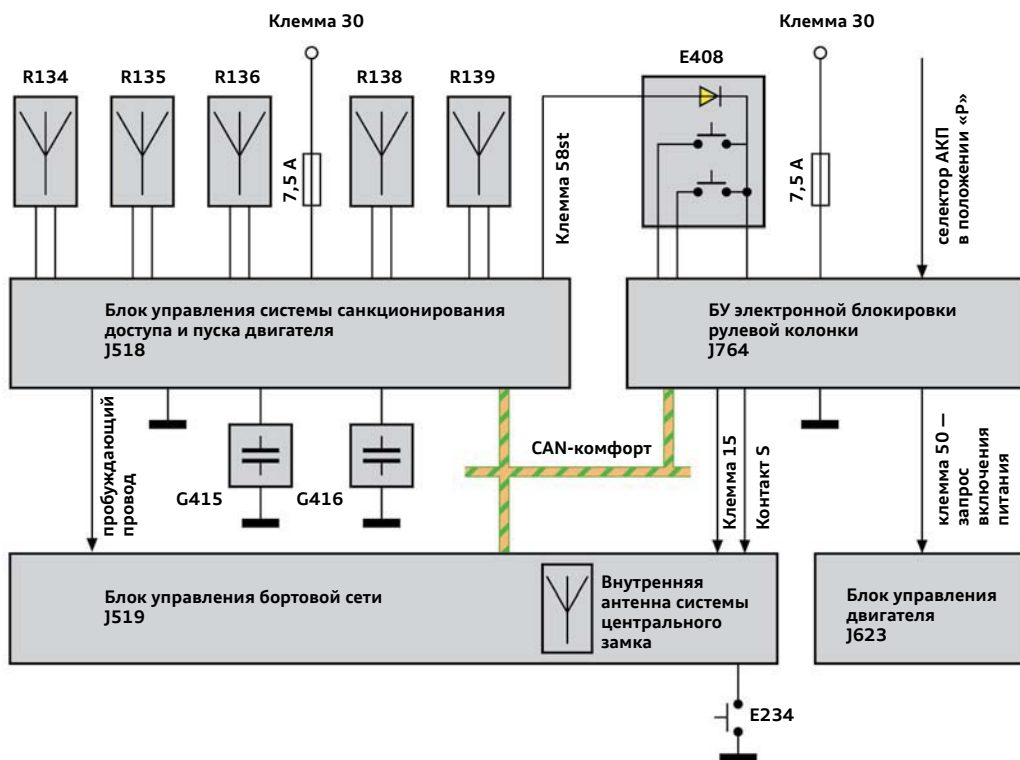 Клемма 30
Клемма 30
R134
R135
R136
R138
R139
E408
7,5 А
Клемма 58st
7,5 А
селектор АКП
в положении «P»
Блок управления системы санкционирования
доступа и пуска двигателя
J518
БУ электронной блокировки
рулевой колонки
J764
пробуждающий
провод
G415
G416
CAN-комфорт
Клемма 15
Контакт S
клемма 50 —
запрос
включения
питания
Блок управления бортовой сети
J519
Внутренняя
антенна системы
центрального
замка
Блок управления
двигателя
J623
E234